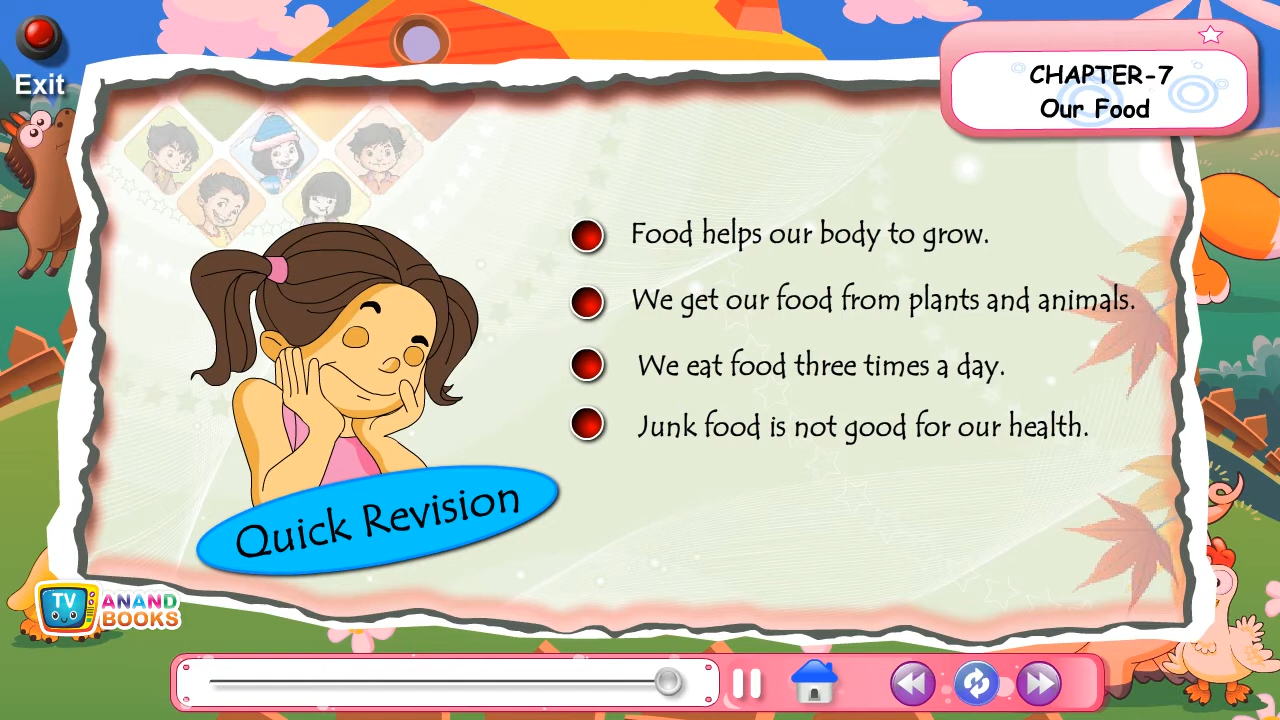 Exit
CHAPTER-7
Our Food
Food helps our body to grow.
We get our food from plants and animals.
We eat food three times a day.
Junk food is not good for our health.
Quick Revision
TV
ANAND
BOOKS